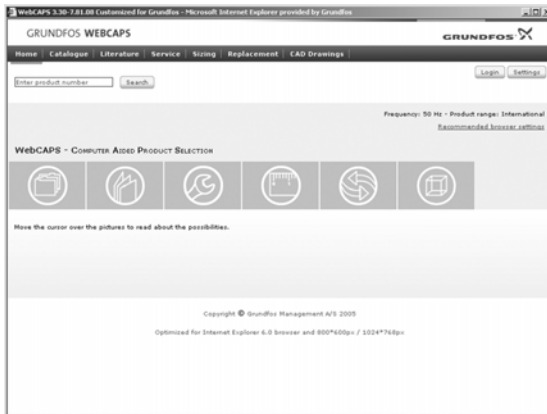 WebCAPS 3.30-7.81.08 Customized for Grundfos - Microsoft Internet Explorer provided by Grundfos
GRUNDFOS WEBCAPS
GRUNDFOS
Home Catalogue Literature Service Sizing Replacement CAD Drawings
Enter product number Search Login Settings
Frequency: 50 Hz - Product range: International
Recommended browser settings
WebCAPS - Computer Aided Product Selection
Move the cursor over the pictures to read about the possibilities.
Copyright © Grundfos Management A/S 2005
Optimized for Internet Explorer 6.0 browser and 800*600px / 1024*768px